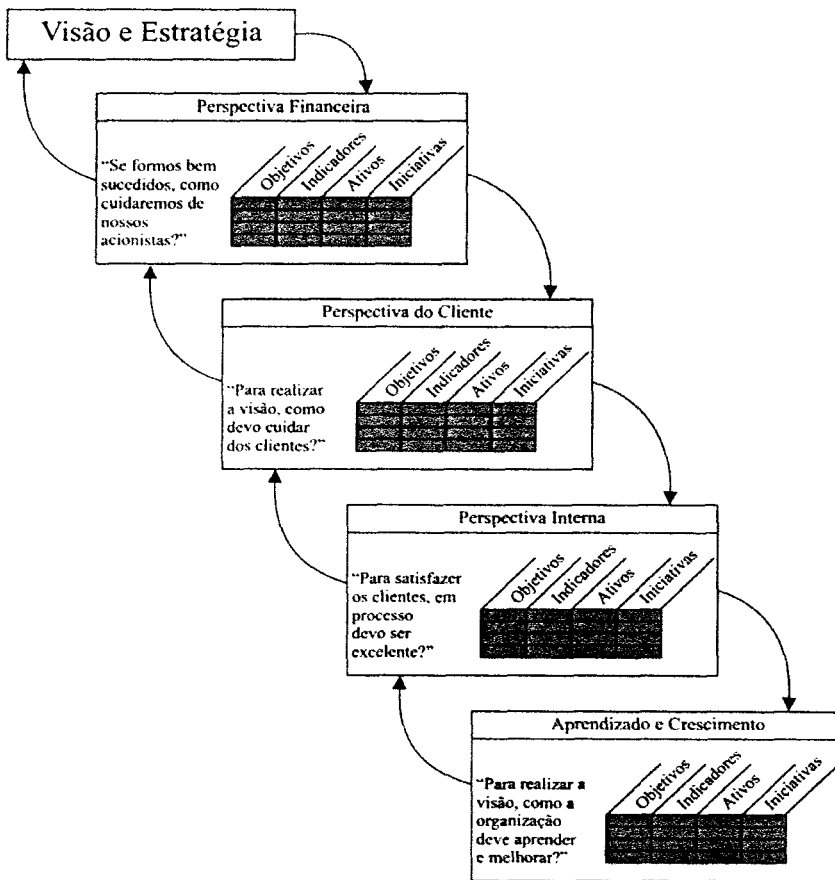 Visão e Estratégia
Perspectiva Financeira
“Se formos bem
sucedidos, como
cuidaremos de
nossos
acionistas?”
Objetivos
Indicadores
Ativos
Iniciativas
Perspectiva do Cliente
“Para realizar
a visão, como
devo cuidar
dos clientes?”
Objetivos
Indicadores
Ativos
Iniciativas
Perspectiva Interna
“Para satisfazer
os clientes, em
processo
devo ser
excelente?”
Objetivos
Indicadores
Ativos
Iniciativas
Aprendizado e Crescimento
“Para realizar a
visão, como a
organização
deve aprender
e melhorar?”
Objetivos
Indicadores
Ativos
Iniciativas